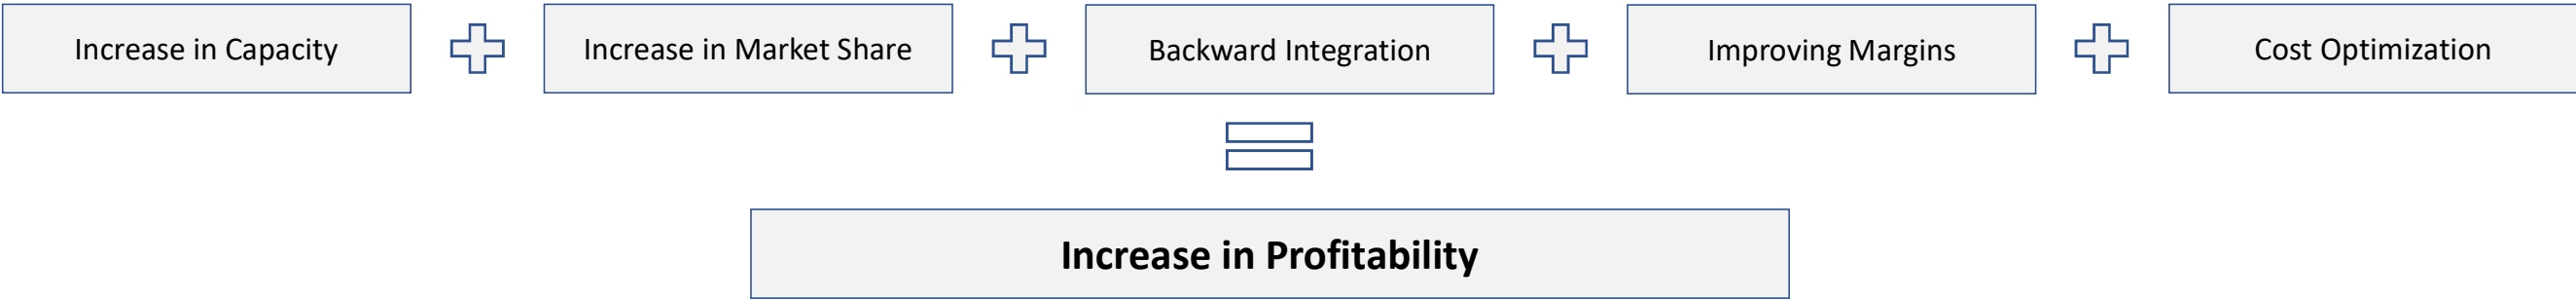 Increase in Capacity
Increase in Market Share
Backward Integration
Improving Margins
Cost Optimization
Increase in Profitability